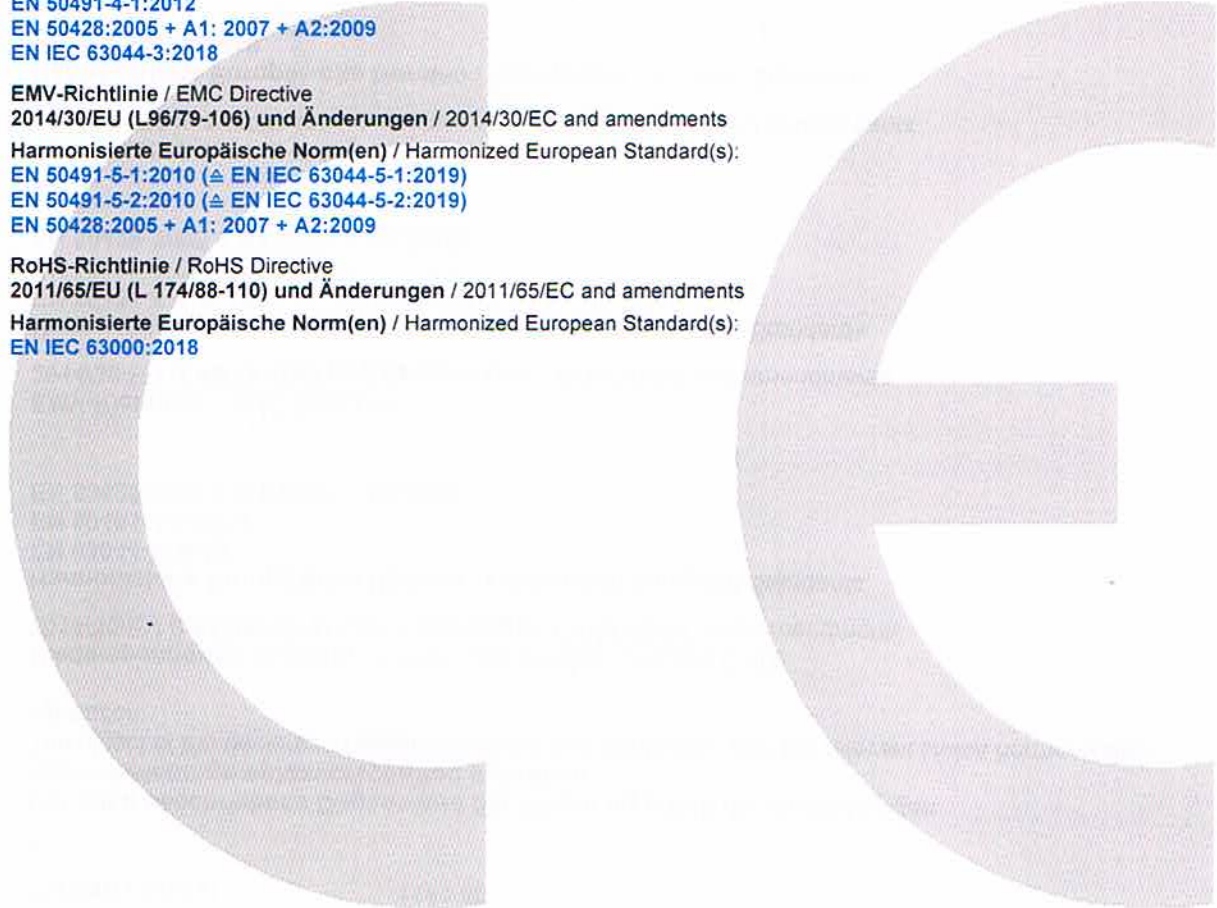 EN 50491-4-1:2012
EN 50428:2005 + A1: 2007 + A2:2009
EN IEC 63044-3:2018
EMV-Richtlinie / EMC Directive
2014/30/EU (L96/79-106) und Änderungen / 2014/30/EC and amendments
Harmonisierte Europäische Norm(en) / Harmonized European Standard(s):
EN 50491-5-1:2010 (≙ EN IEC 63044-5-1:2019)
EN 50491-5-2:2010 (≙ EN IEC 63044-5-2:2019)
EN 50428:2005 + A1: 2007 + A2:2009
RoHS-Richtlinie / RoHS Directive
2011/65/EU (L 174/88-110) und Änderungen / 2011/65/EC and amendments
Harmonisierte Europäische Norm(en) / Harmonized European Standard(s):
EN IEC 63000:2018
CE